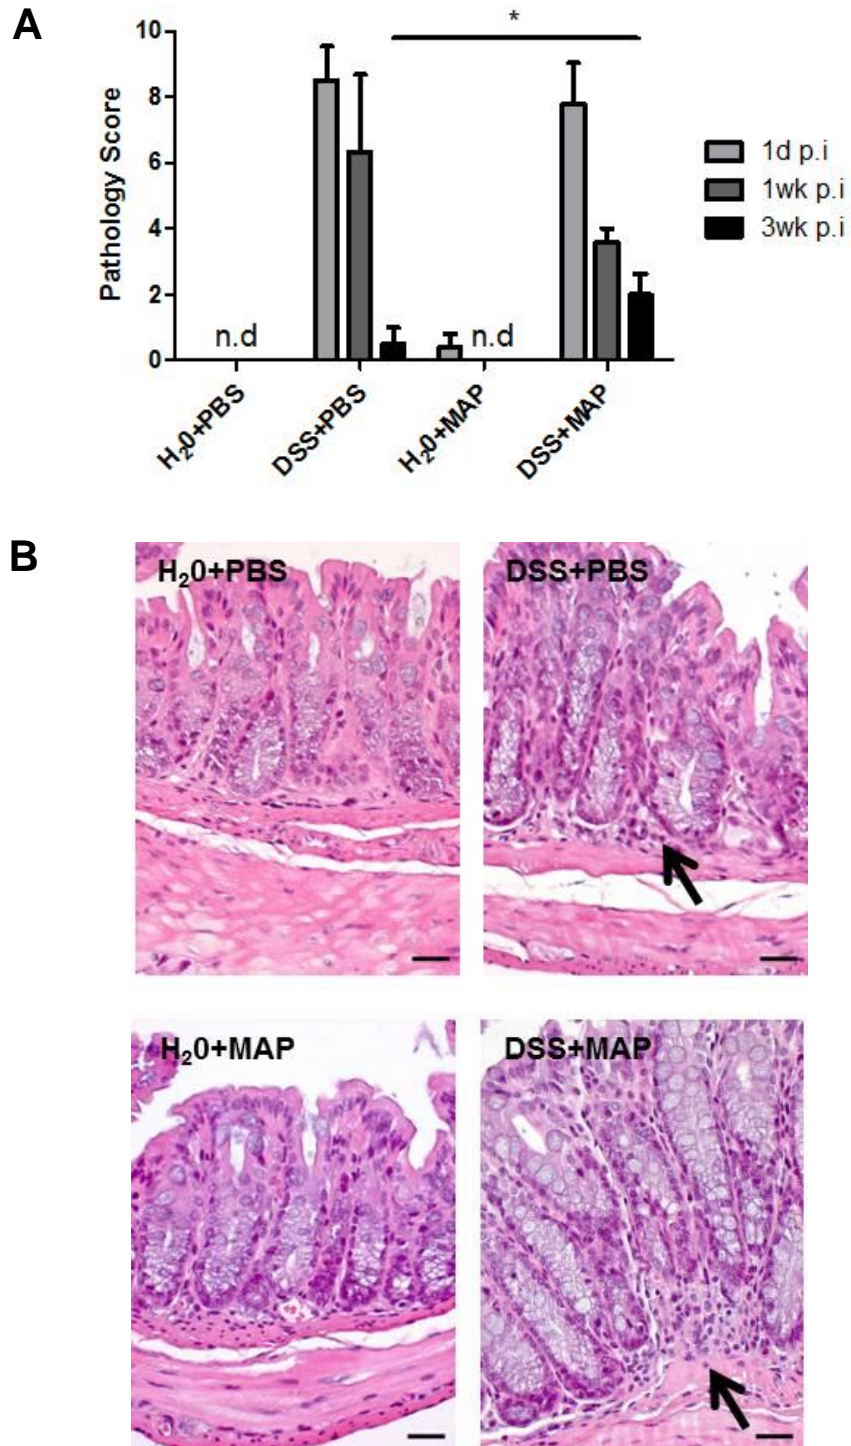 A
*
10
8
6
4
2
0
Pathology Score
n.d
n.d
H₂0+PBS
DSS+PBS
H₂0+MAP
DSS+MAP
1d p.i
1wk p.i
3wk p.i
B
H₂0+PBS
DSS+PBS
H₂0+MAP
DSS+MAP